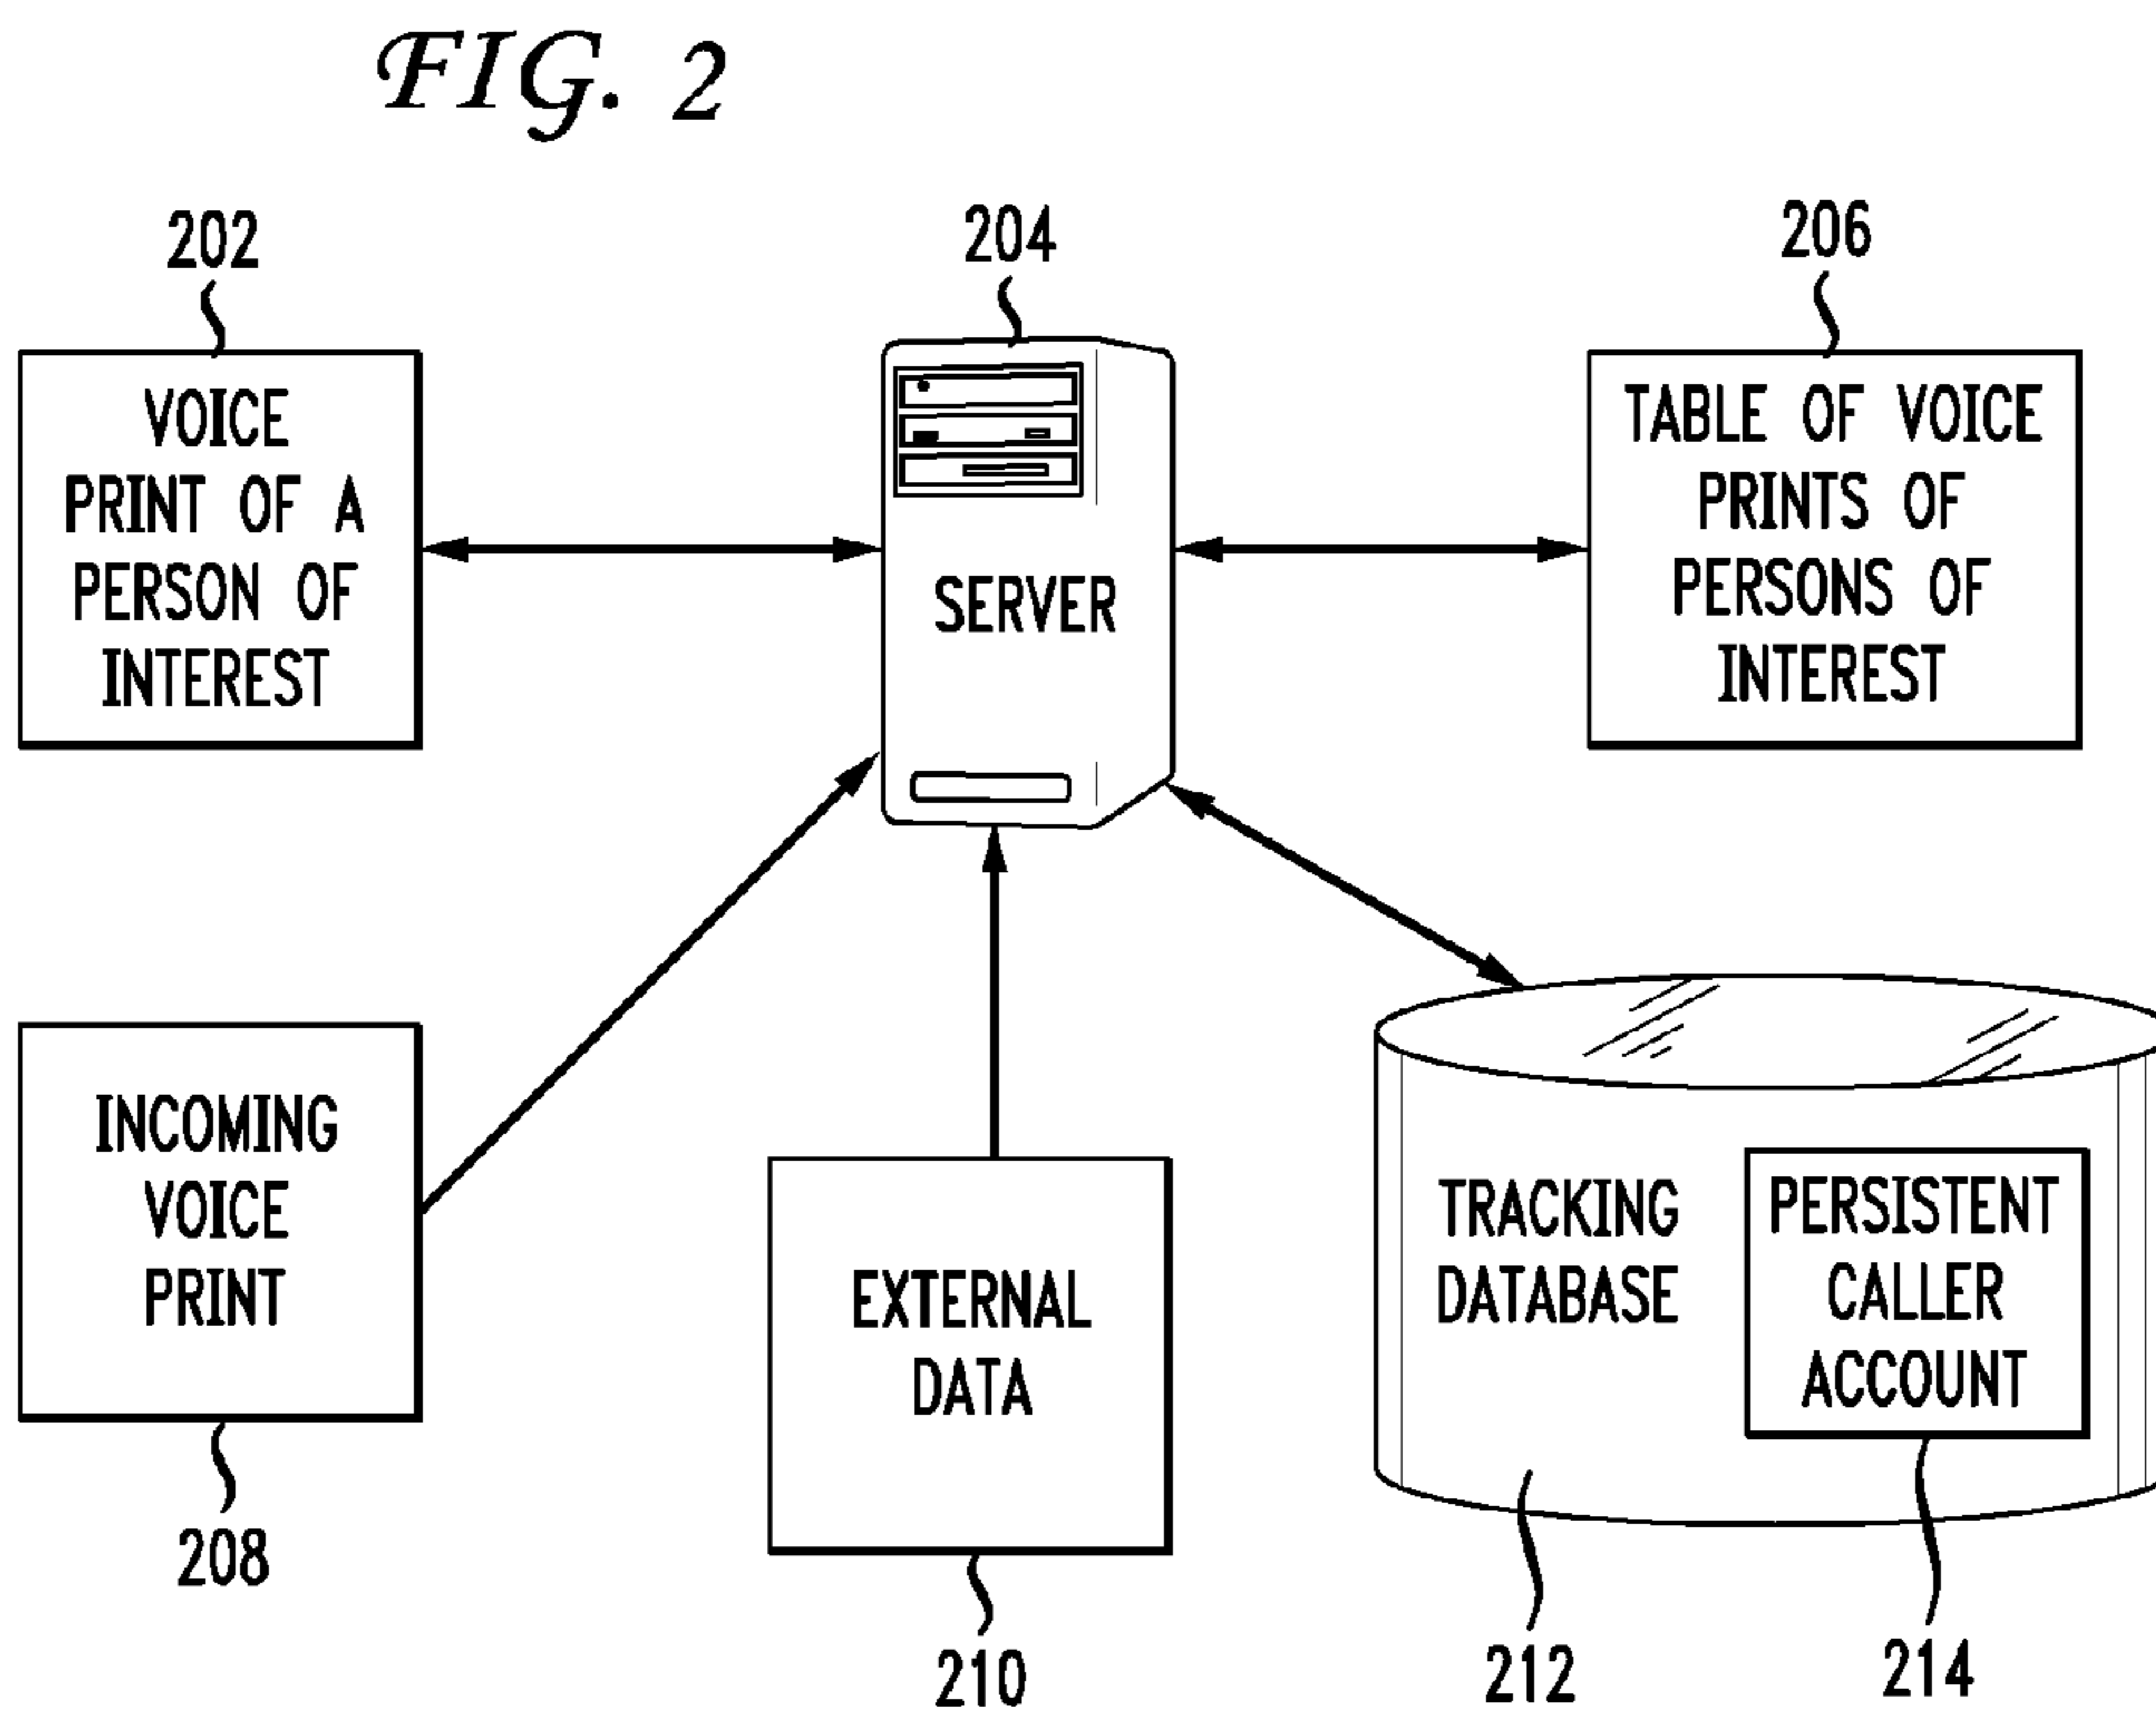 FIG. 2
202
204
206
VOICE
PRINT OF A
PERSON OF
INTEREST
SERVER
TABLE OF VOICE
PRINTS OF
PERSONS OF
INTEREST
INCOMING
VOICE
PRINT
208
EXTERNAL
DATA
210
TRACKING
DATABASE
212
PERSISTENT
CALLER
ACCOUNT
214